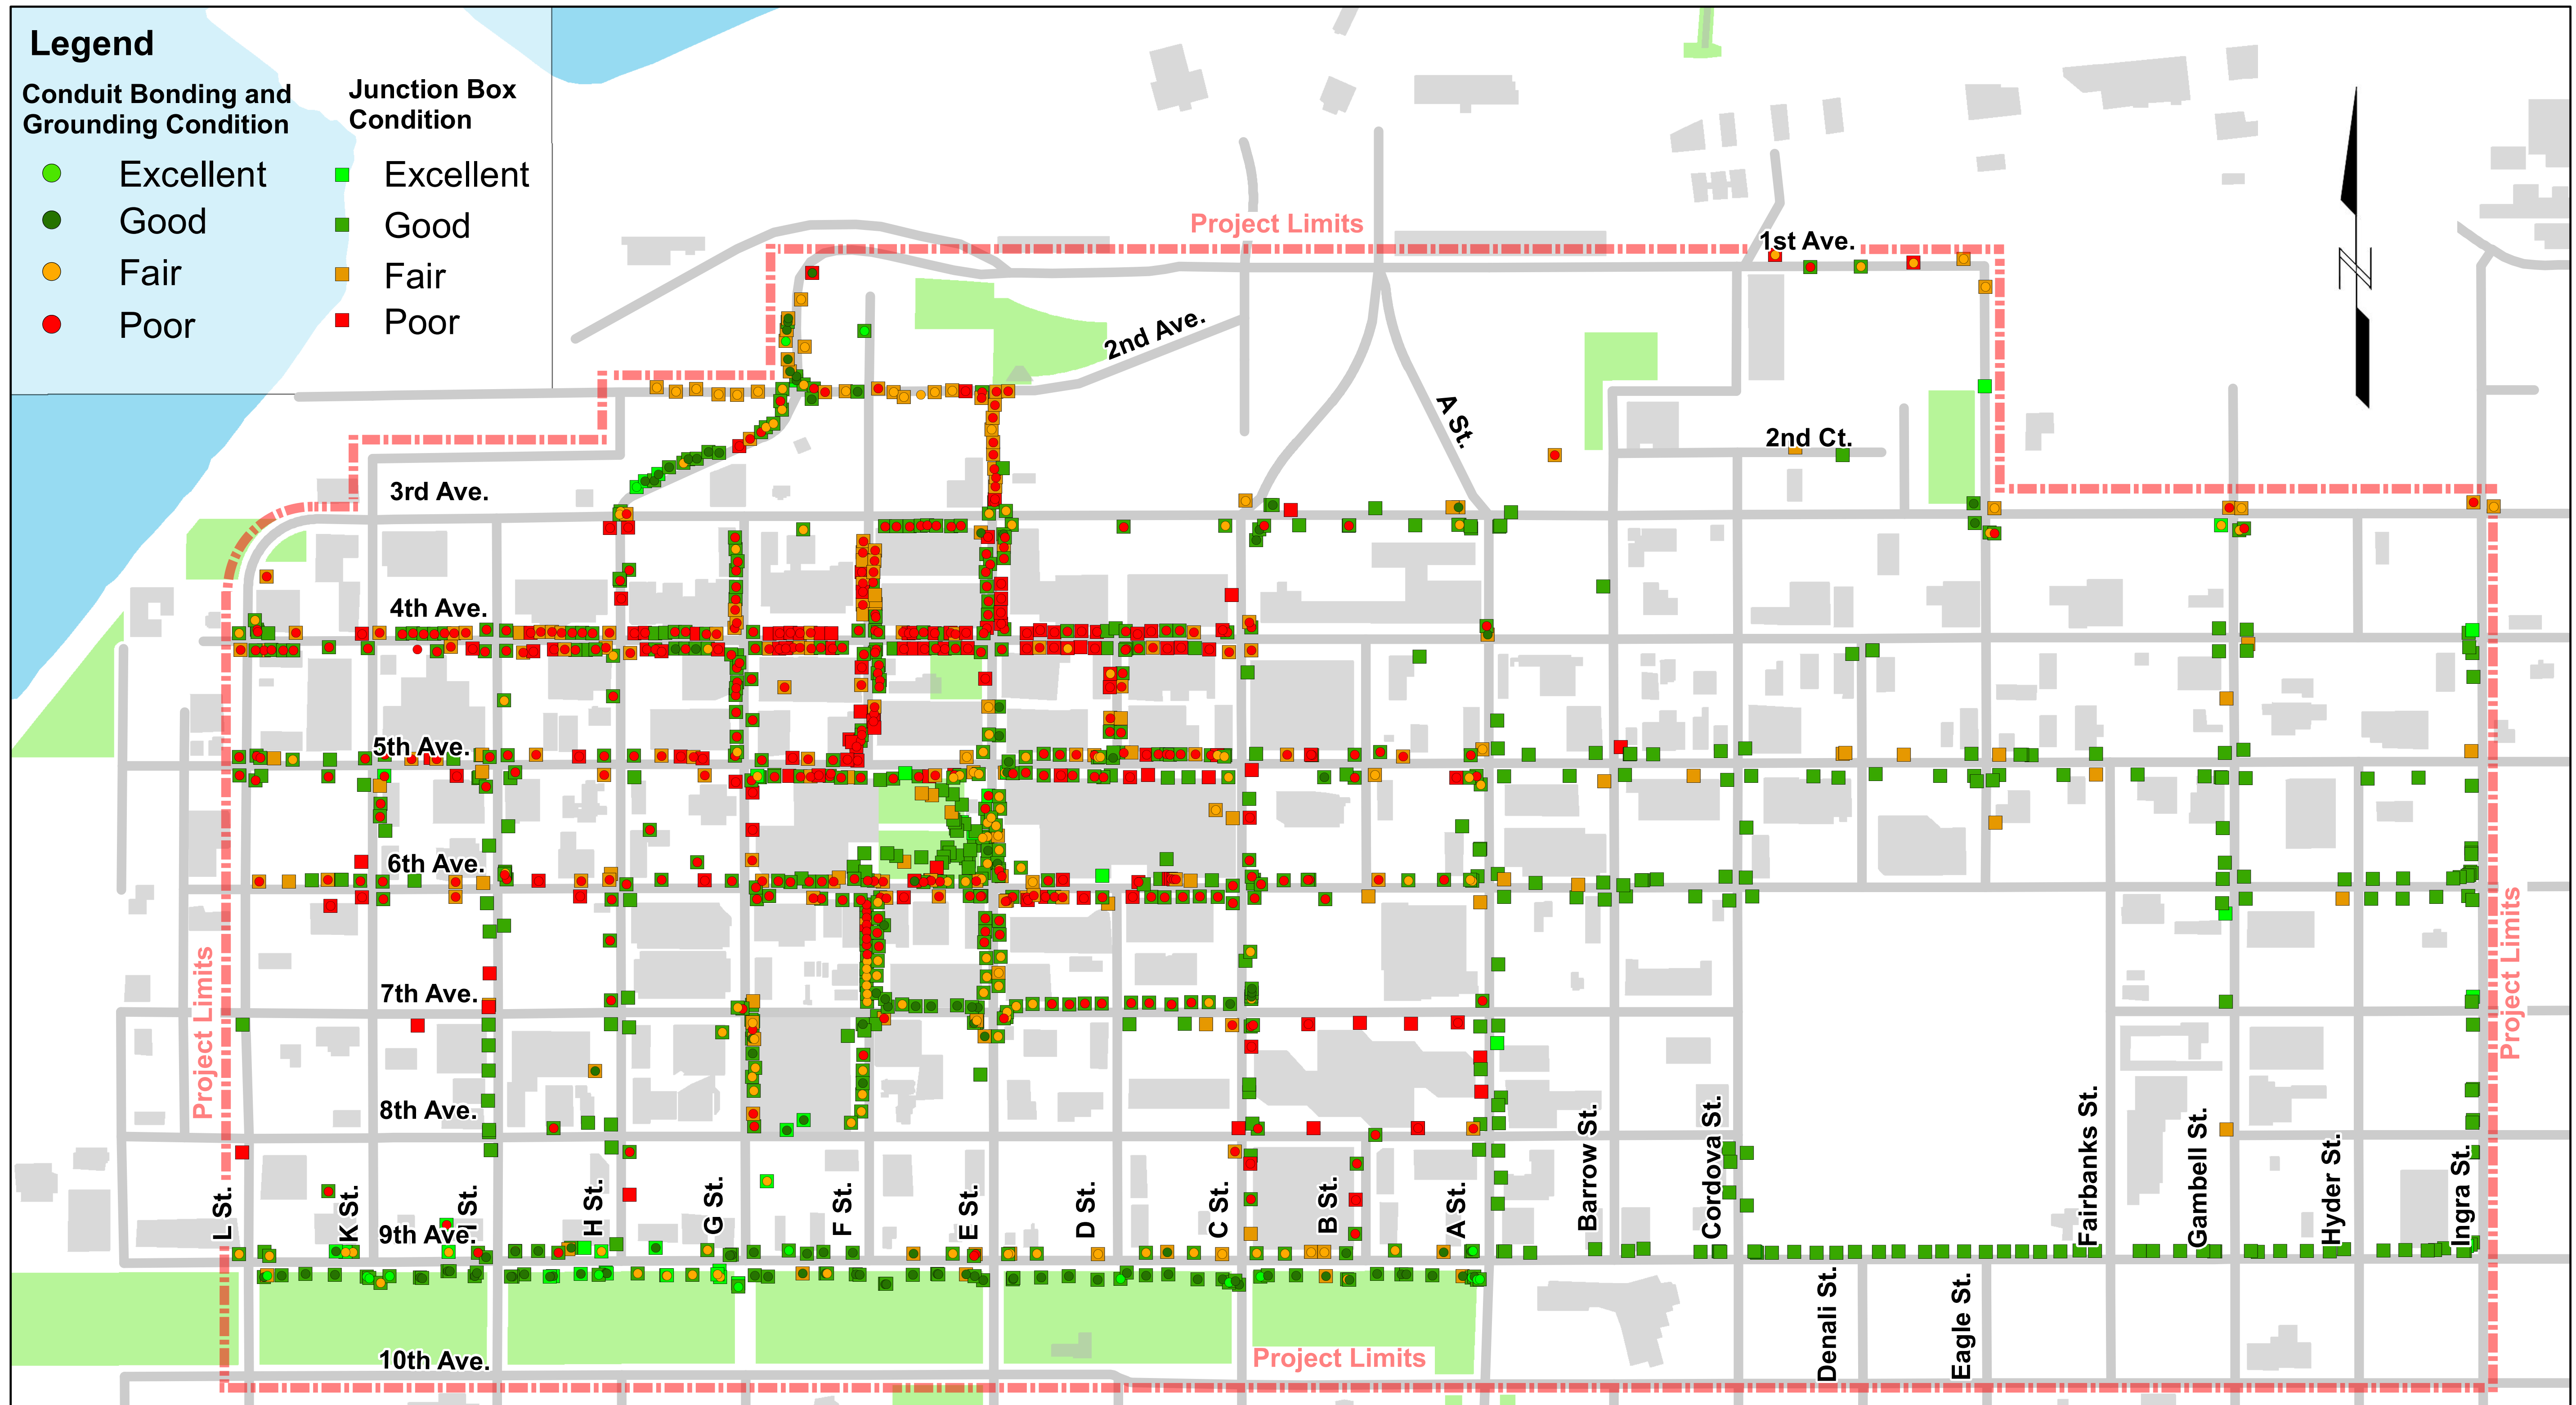 Legend
Conduit Bonding and
Grounding Condition
Excellent
Good
Fair
Poor
Junction Box
Condition
Excellent
Good
Fair
Poor
Project Limits
1st Ave.
2nd Ave.
A St.
2nd Ct.
3rd Ave.
4th Ave.
5th Ave.
6th Ave.
7th Ave.
8th Ave.
9th Ave.
10th Ave.
Project Limits
L St.
K St.
I St.
H St.
G St.
F St.
E St.
D St.
C St.
B St.
A St.
Barrow St.
Cordova St.
Denali St.
Eagle St.
Fairbanks St.
Gambell St.
Hyder St.
Ingra St.
Project Limits
Project Limits
N